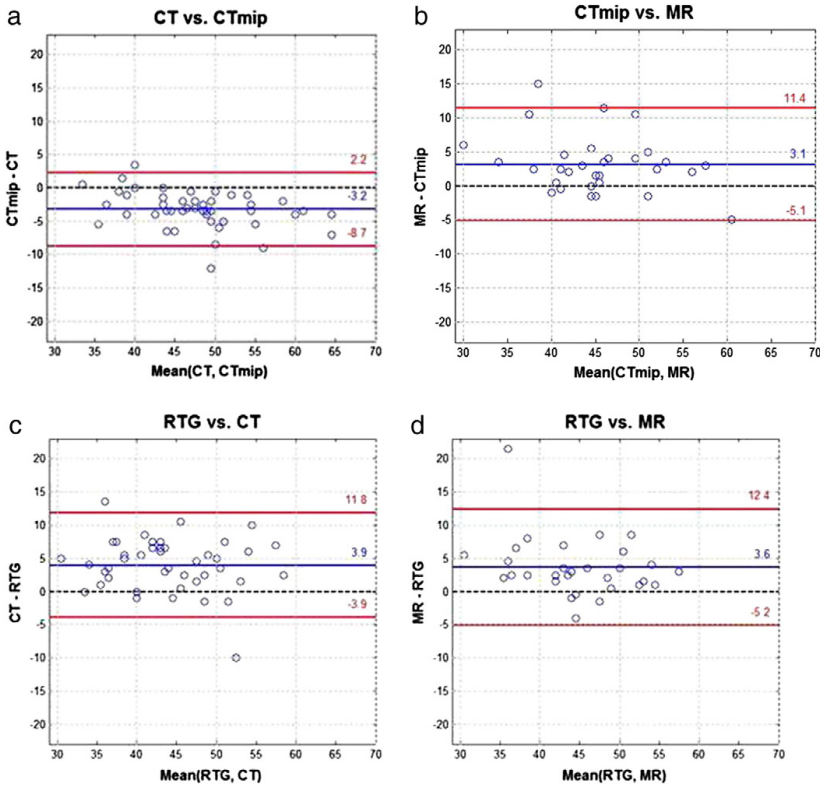 a
CT vs. CTmip
CTmip - CT
20
15
10
5
0
-5
-10
-15
-20
2.2
-3.2
-8.7
30 35 40 45 50 55 60 65 70
Mean(CT, CTmip)
b
CTmip vs. MR
MR - CTmip
20
15
10
5
0
-5
-10
-15
-20
11.4
3.1
-5.1
30 35 40 45 50 55 60 65 70
Mean(CTmip, MR)
c
RTG vs. CT
CT -RTG
20
15
10
5
0
-5
-10
-15
-20
11 8
3.9
-3.9
30 35 40 45 50 55 60 65 70
Mean(RTG, CT)
d
RTG vs. MR
MR - RTG
20
15
10
5
0
-5
-10
-15
-20
12 4
3.6
-5 2
30 35 40 45 50 55 60 65 70
Mean(RTG, MR)